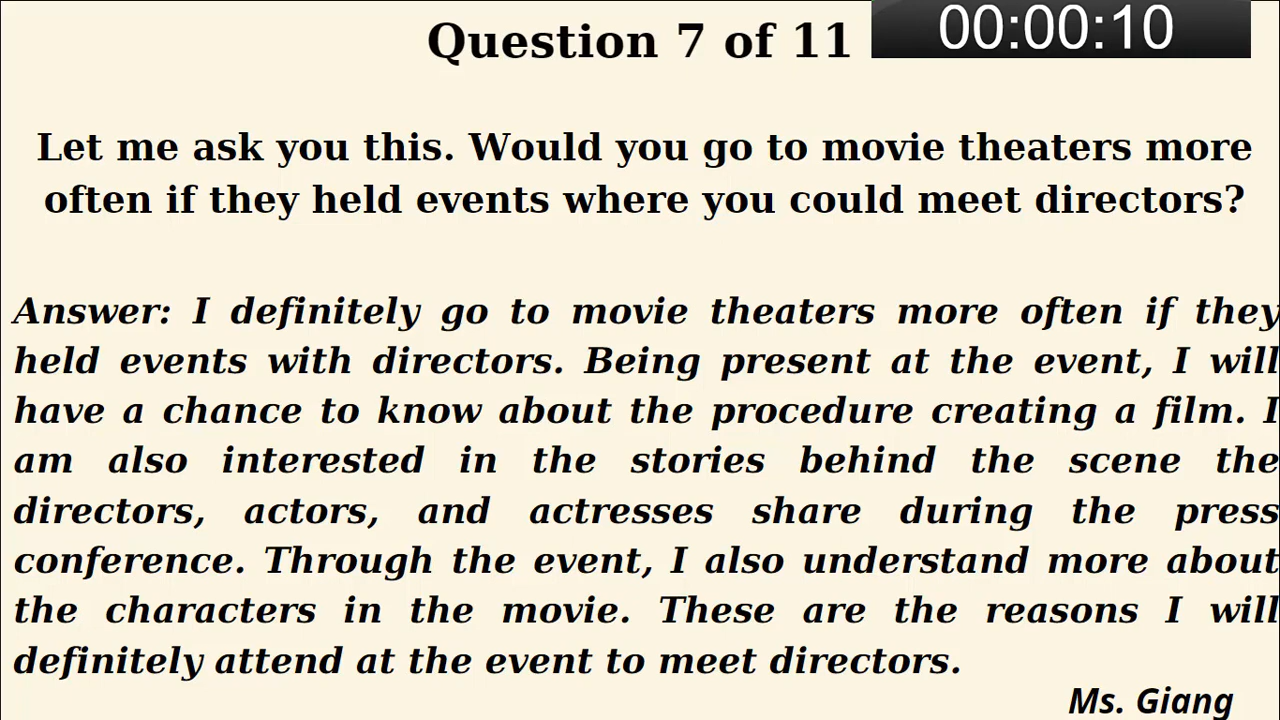 Question 7 of 11
00:00:10
Let me ask you this. Would you go to movie theaters more
often if they held events where you could meet directors?
Answer: I definitely go to movie theaters more often if they
held events with directors. Being present at the event, I will
have a chance to know about the procedure creating a film. I
am also interested in the stories behind the scene the
directors, actors, and actresses share during the press
conference. Through the event, I also understand more about
the characters in the movie. These are the reasons I will
definitely attend at the event to meet directors.
Ms. Giang